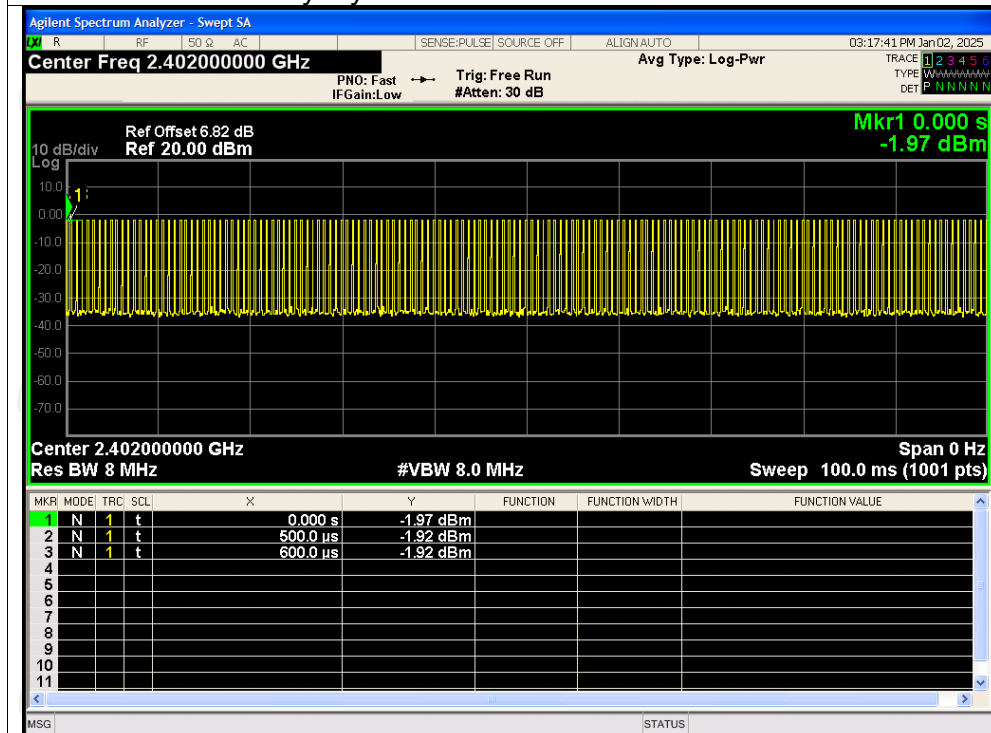 Agilent Spectrum Analyzer - Swept SA
LXI R RF 50 Ω AC SENSE:PULSE SOURCE OFF ALIGN AUTO 03:17:41 PM Jan 02, 2025
Center Freq 2.402000000 GHz
PNO: Fast
IFGain:Low
Trig: Free Run
#Atten: 30 dB
Avg Type: Log-Pwr
TRACE 1 2 3 4 5 6
TYPE WWWWWW
DET P N N N N N
Mkr1 0.000 s
-1.97 dBm
Ref Offset 6.82 dB
10 dB/div Ref 20.00 dBm
Log
10.0
1
0.00
-10.0
-20.0
-30.0
-40.0
-50.0
-60.0
-70.0
Center 2.402000000 GHz Span 0 Hz
Res BW 8 MHz #VBW 8.0 MHz Sweep 100.0 ms (1001 pts)
MKR MODE TRC SCL X Y FUNCTION FUNCTION WIDTH FUNCTION VALUE
1 N 1 t 0.000 s -1.97 dBm
2 N 1 t 500.0 µs -1.92 dBm
3 N 1 t 600.0 µs -1.92 dBm
4
5
6
7
8
9
10
11
MSG STATUS